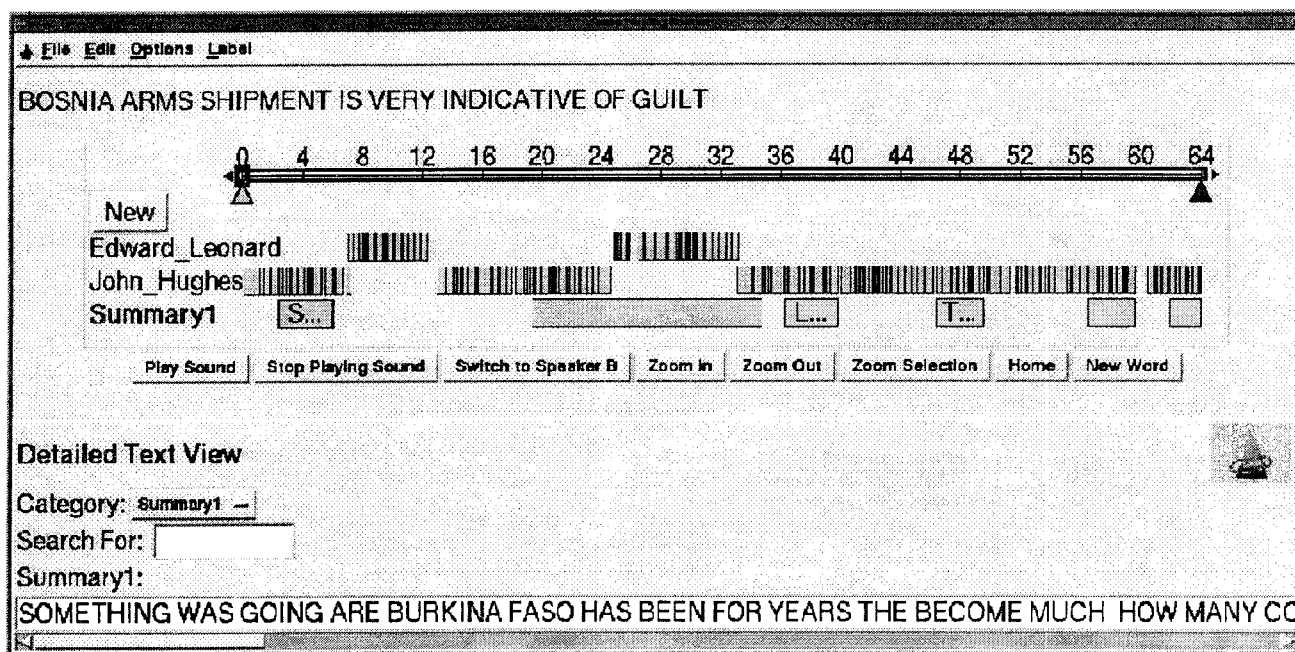 File Edit Options Label
BOSNIA ARMS SHIPMENT IS VERY INDICATIVE OF GUILT
0 4 8 12 16 20 24 28 32 36 40 44 48 52 56 60 64
New
Edward_Leonard
John_Hughes
Summary1 S... L... T...
Play Sound Stop Playing Sound Switch to Speaker B Zoom In Zoom Out Zoom Selection Home New Word
Detailed Text View
Category: Summary1
Search For:
Summary1:
SOMETHING WAS GOING ARE BURKINA FASO HAS BEEN FOR YEARS THE BECOME MUCH HOW MANY CO